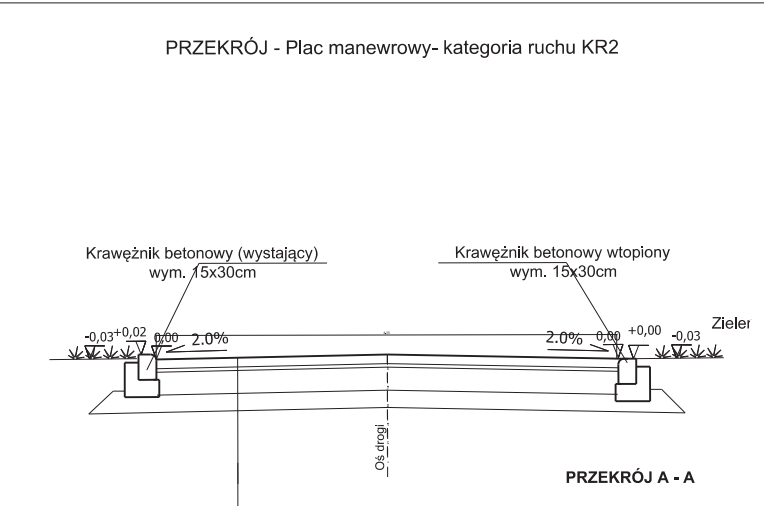 PRZEKRÓJ - Plac manewrowy- kategoria ruchu KR2
Krawężnik betonowy (wystający)
wym. 15x30cm
Krawężnik betonowy wtopiony
wym. 15x30cm
-0,03 +0,02 0,00 2.0%
2.0% 0,00 +0,00 -0,03
Zieleń
Oś drogi
PRZEKRÓJ A - A